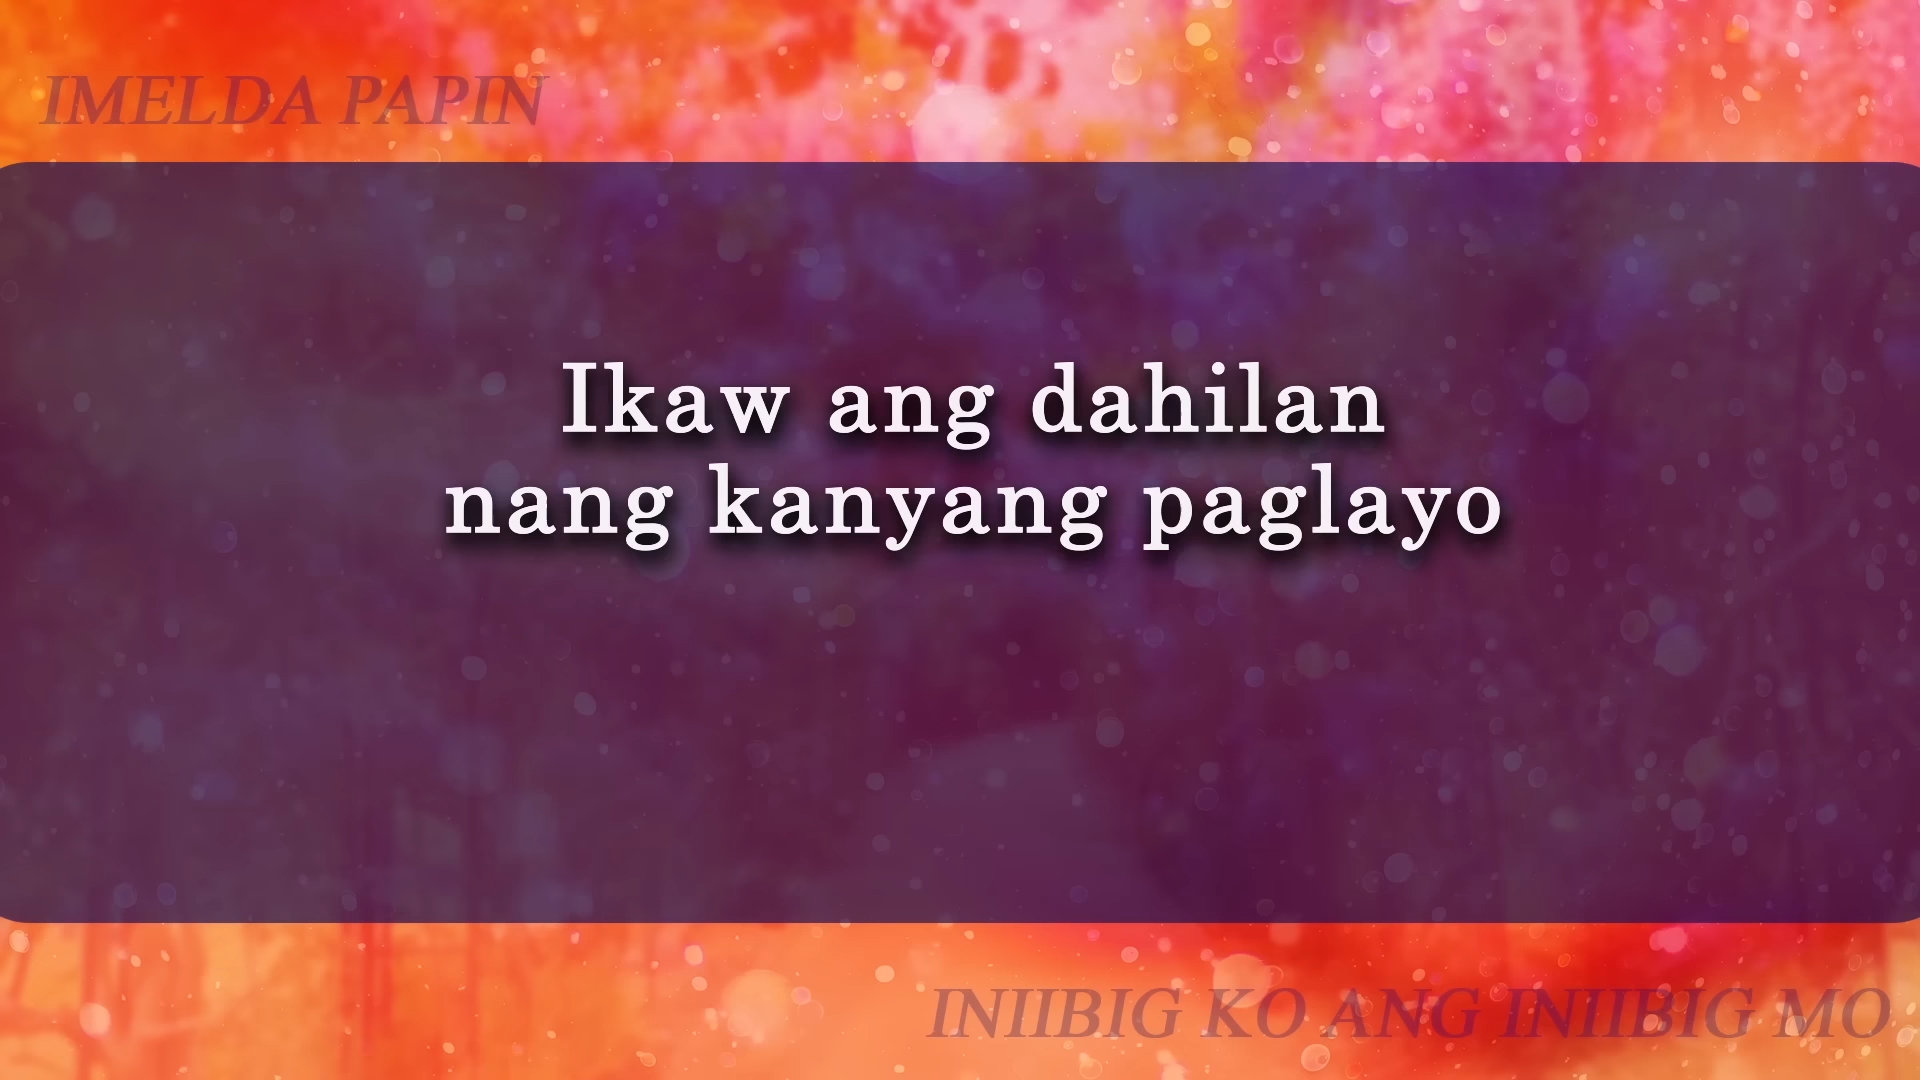 IMELDA PAPIN
Ikaw ang dahilan
nang kanyang paglayo
INIIBIG KO ANG INIIBIG MO